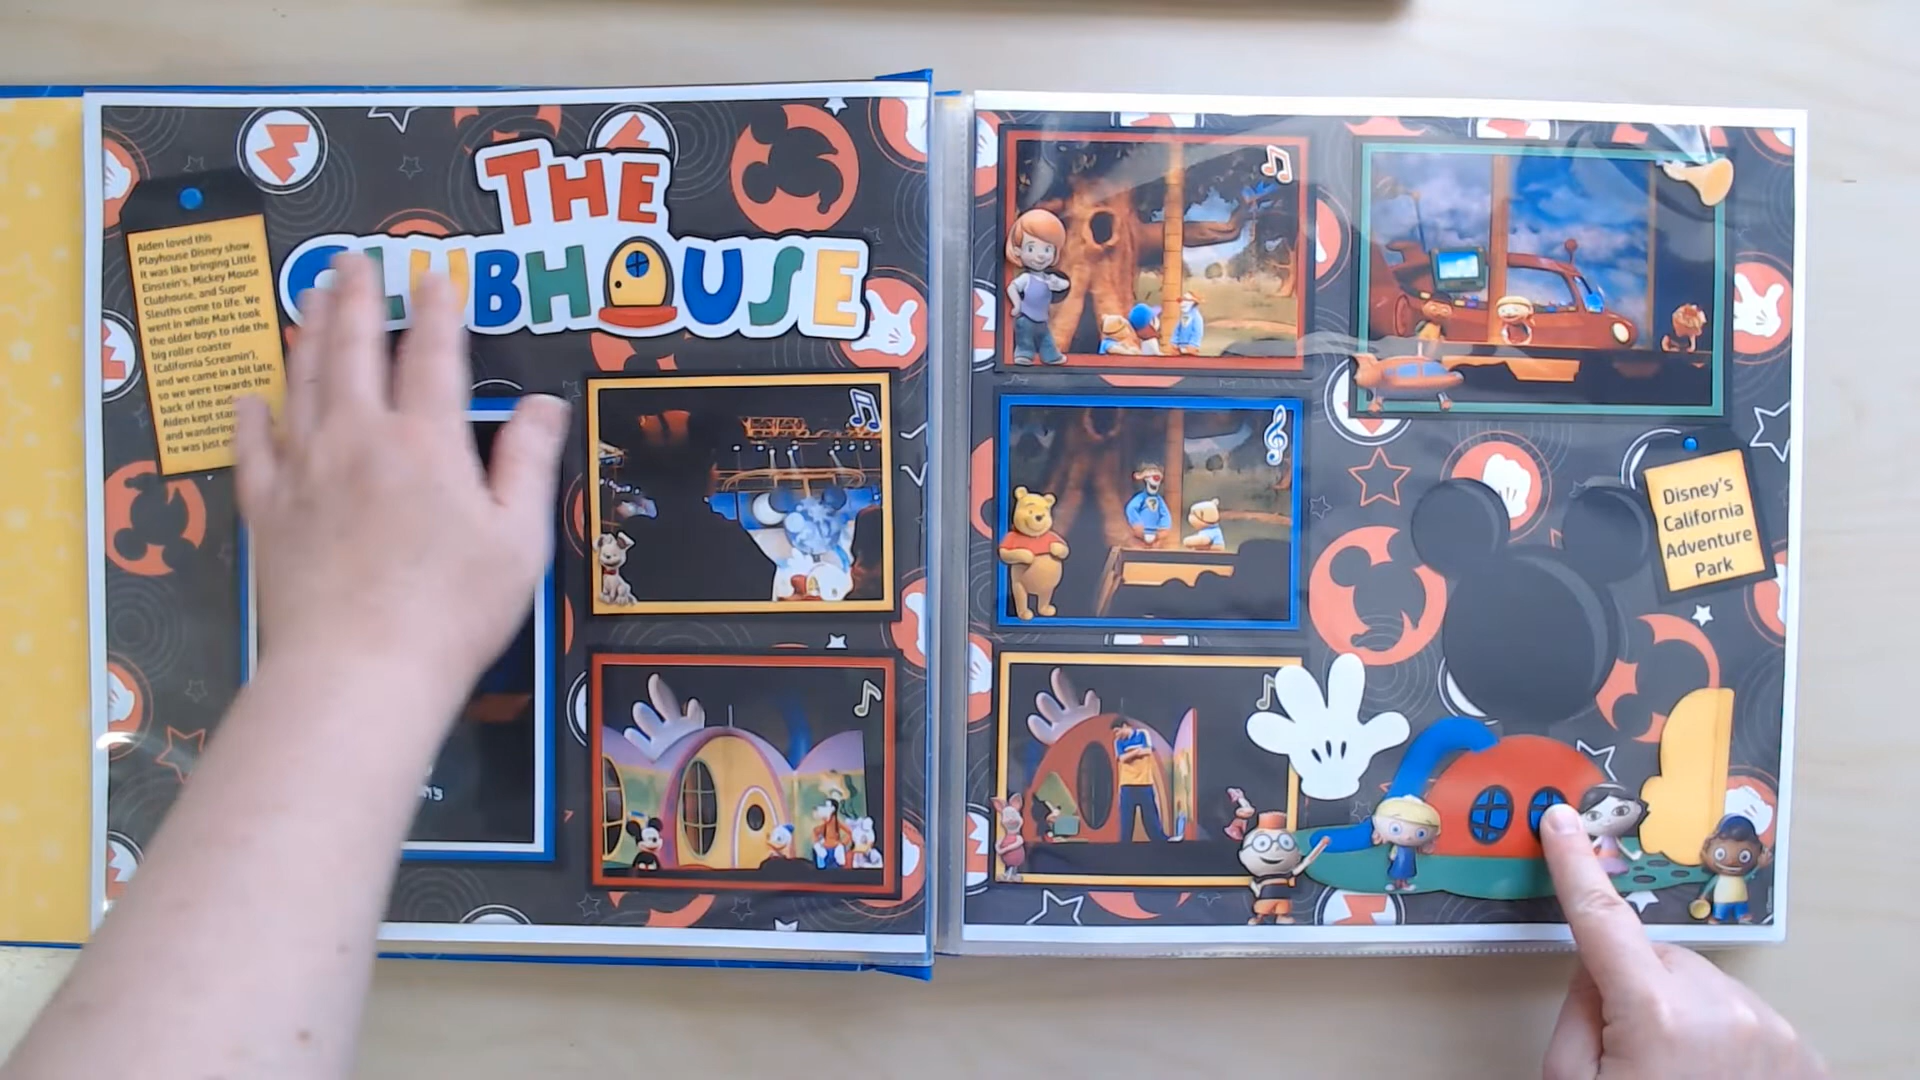 THE
CLUBHOUSE
Aiden loved this
Playhouse Disney show.
It was like bringing Little
Einstein's, Mickey Mouse
Clubhouse, and Super
Sleuths come to life. We
went in while Mark took
the older boys to ride the
big roller coaster
(California Screamin'),
and we came in a bit late,
so we were towards the
back of the
Aiden kept
and wandering
he was just
Disney's
California
Adventure
Park